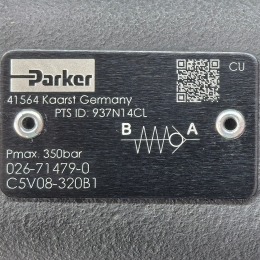 Parker
CU
41564 Kaarst Germany
PTS ID: 937N14CL
B A
Pmax. 350bar
026-71479-0
C5V08-320B1